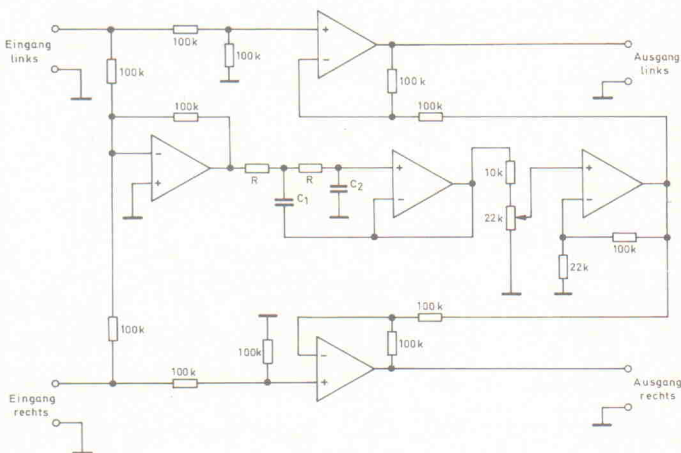 Eingang
links
100k
100k
100k
+
−
100k
100k
Ausgang
links
100k
−
+
R
R
C1
C2
+
−
10k
22k
+
−
100k
22k
100k
100k
100k
100k
−
+
100k
100k
Eingang
rechts
Ausgang
rechts